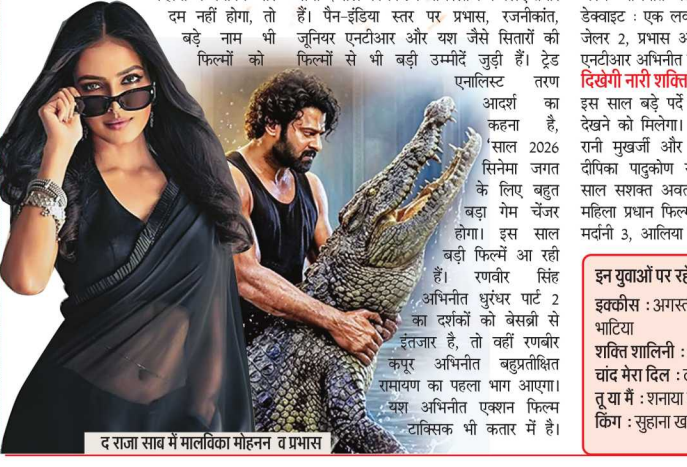 दम नहीं होगा, तो
बड़े नाम भी
फिल्मों को
हैं। पैन-इंडिया स्तर पर प्रभास, रजनीकांत,
जूनियर एनटीआर और यश जैसे सितारों की
फिल्मों से भी बड़ी उम्मीदें जुड़ी हैं। ट्रेड
एनालिस्ट तरण
आदर्श का
कहना है,
'साल 2026
सिनेमा जगत
के लिए बहुत
बड़ा गेम चेंजर
होगा। इस साल
बड़ी फिल्में आ रही
हैं। रणवीर सिंह
अभिनीत धुरंधर पार्ट 2
का दर्शकों को बेसब्री से
इंतजार है, तो वहीं रणबीर
कपूर अभिनीत बहुप्रतीक्षित
रामायण का पहला भाग आएगा।
यश अभिनीत एक्शन फिल्म
टाक्सिक भी कतार में है।
द राजा साब में मालविका मोहनन व प्रभास
डेक्वाइट : एक लव
जेलर 2, प्रभास अ
एनटीआर अभिनीत
दिखेगी नारी शक्ति
इस साल बड़े पर्दे
देखने को मिलेगा।
रानी मुखर्जी और
दीपिका पादुकोण
साल सशक्त अवत
महिला प्रधान फिल्
मर्दानी 3, आलिया
इन युवाओं पर रहे
इक्कीस : अगस्त
भाटिया
शक्ति शालिनी :
चांद मेरा दिल :
तू या मैं : शनाया
किंग : सुहाना ख